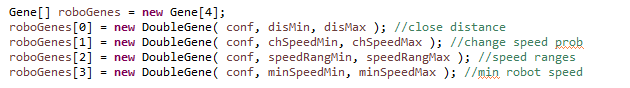 Gene[] roboGenes = new Gene[4];
roboGenes[0] = new DoubleGene( conf, disMin, disMax ); //close distance
roboGenes[1] = new DoubleGene( conf, chSpeedMin, chSpeedMax ); //change speed prob
roboGenes[2] = new DoubleGene( conf, speedRangMin, speedRangMax ); //speed ranges
roboGenes[3] = new DoubleGene( conf, minSpeedMin, minSpeedMax ); //min robot speed